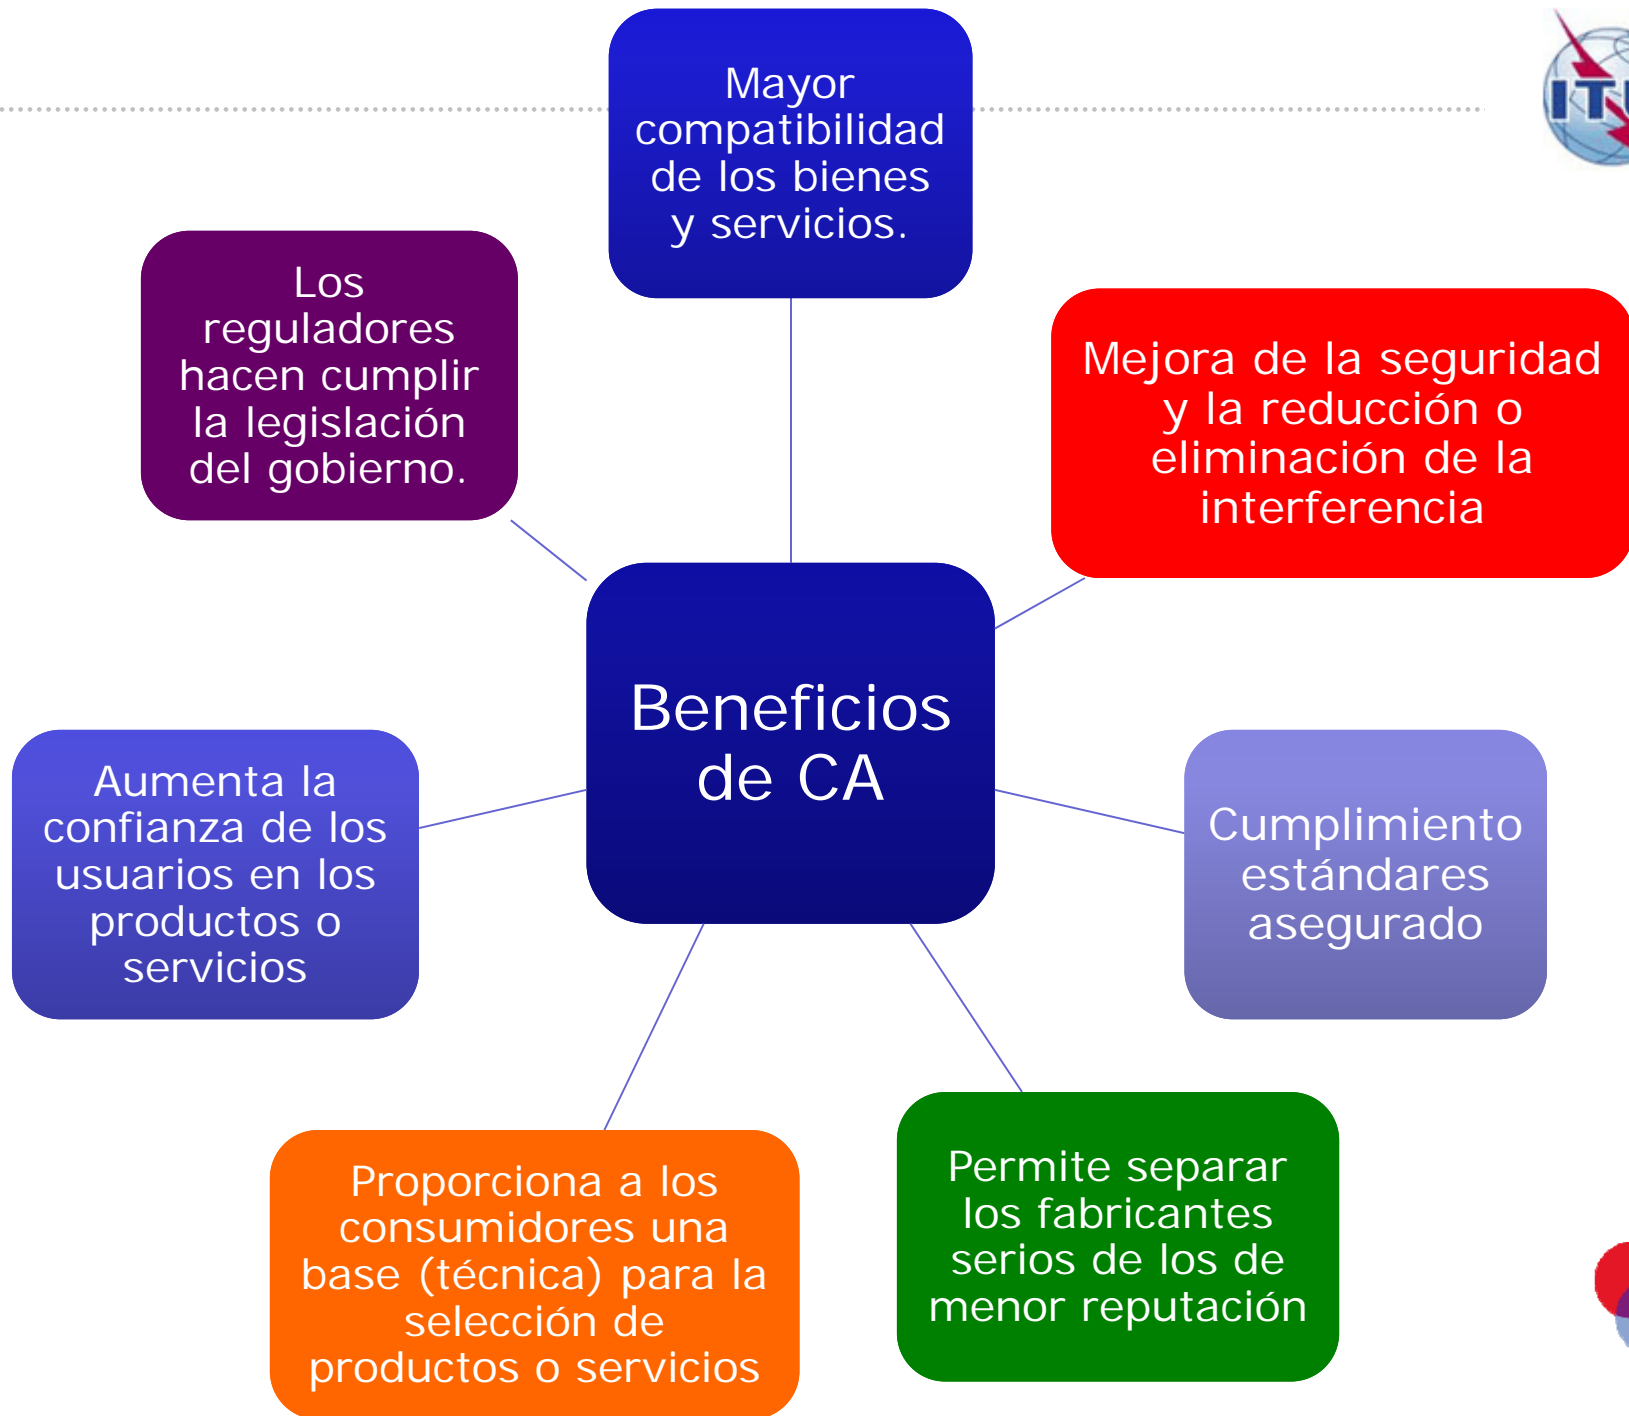 Mayor
compatibilidad
de los bienes
y servicios.
Los
reguladores
hacen cumplir
la legislación
del gobierno.
Mejora de la seguridad
y la reducción o
eliminación de la
interferencia
Beneficios
de CA
Aumenta la
confianza de los
usuarios en los
productos o
servicios
Cumplimiento
estándares
asegurado
Proporciona a los
consumidores una
base (técnica) para la
selección de
productos o servicios
Permite separar
los fabricantes
serios de los de
menor reputación